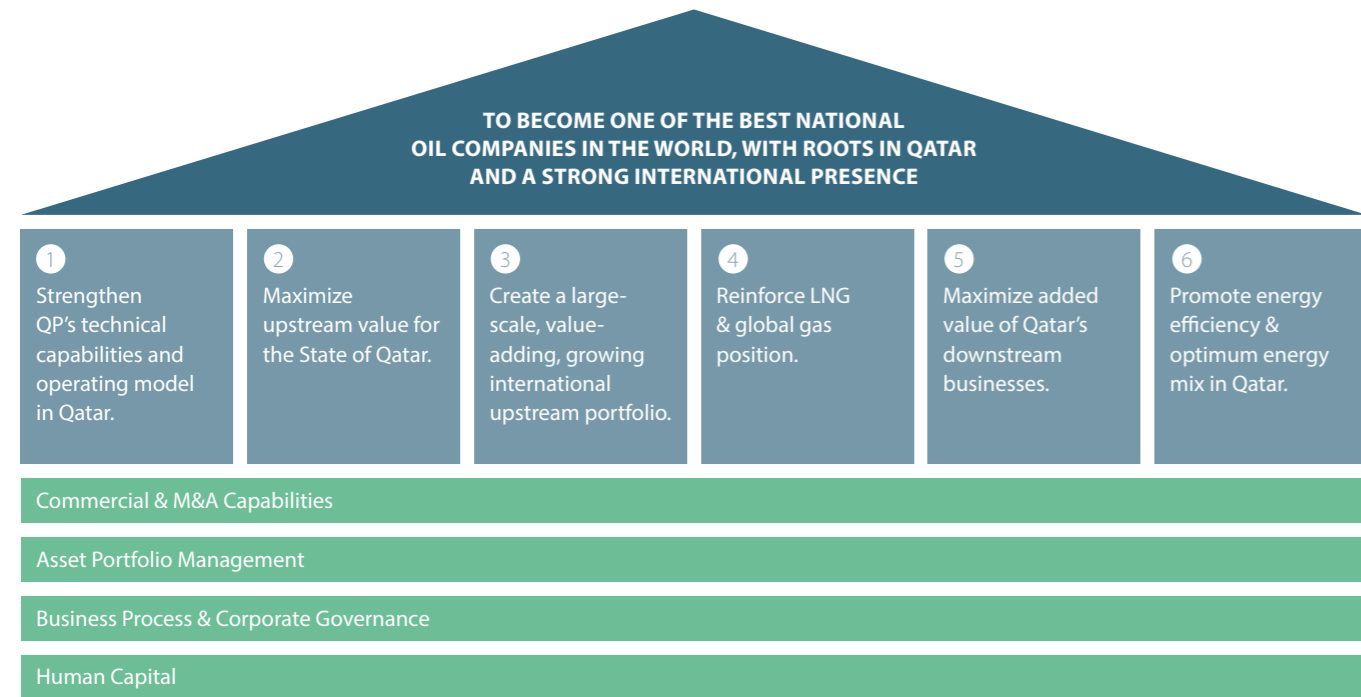 TO BECOME ONE OF THE BEST NATIONAL
OIL COMPANIES IN THE WORLD, WITH ROOTS IN QATAR
AND A STRONG INTERNATIONAL PRESENCE
1
Strengthen
QP’s technical
capabilities and
operating model
in Qatar.
2
Maximize
upstream value for
the State of Qatar.
3
Create a large-
scale, value-
adding, growing
international
upstream portfolio.
4
Reinforce LNG
& global gas
position.
5
Maximize added
value of Qatar’s
downstream
businesses.
6
Promote energy
efficiency &
optimum energy
mix in Qatar.
Commercial & M&A Capabilities
Asset Portfolio Management
Business Process & Corporate Governance
Human Capital